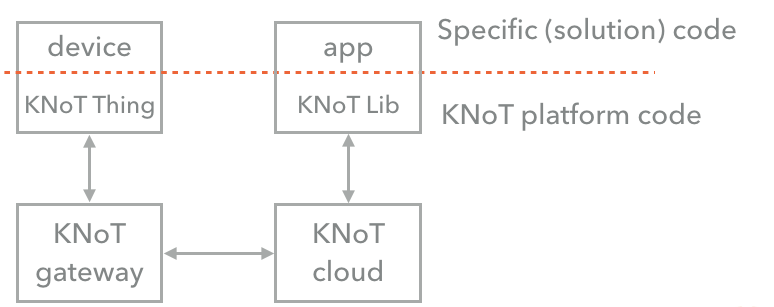 device
KNoT Thing
app
KNoT Lib
Specific (solution) code
KNoT platform code
KNoT
gateway
KNoT
cloud